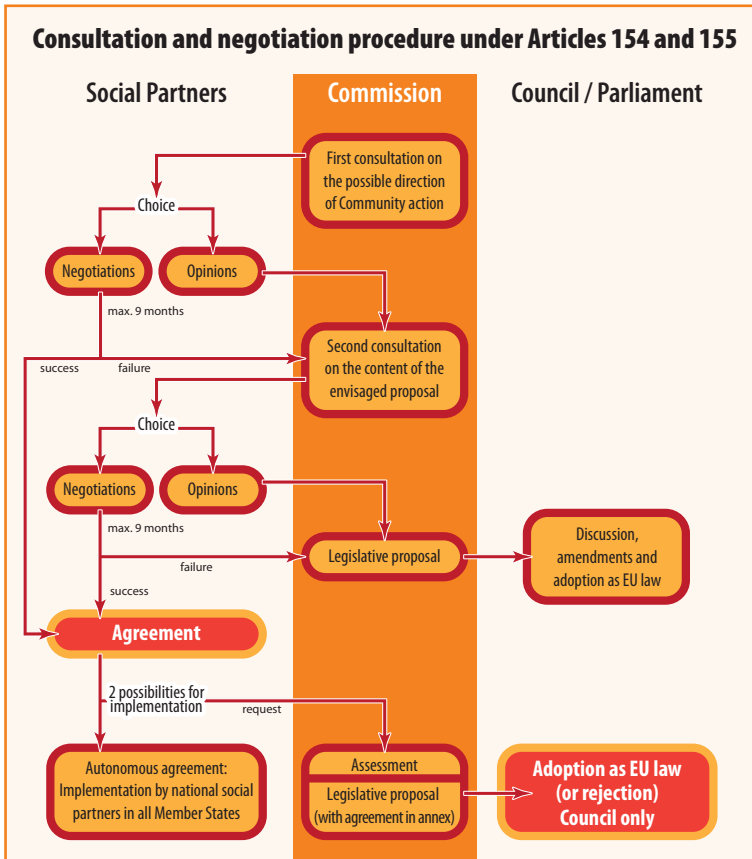 Consultation and negotiation procedure under Articles 154 and 155
Social Partners
Commission
Council / Parliament
First consultation on
the possible direction
of Community action
Choice
Negotiations
Opinions
max. 9 months
success
failure
Second consultation
on the content of the
envisaged proposal
Choice
Negotiations
Opinions
max. 9 months
failure
Legislative proposal
Discussion,
amendments and
adoption as EU law
success
Agreement
2 possibilities for
implementation
request
Autonomous agreement:
Implementation by national social
partners in all Member States
Assessment
Legislative proposal
(with agreement in annex)
Adoption as EU law
(or rejection)
Council only